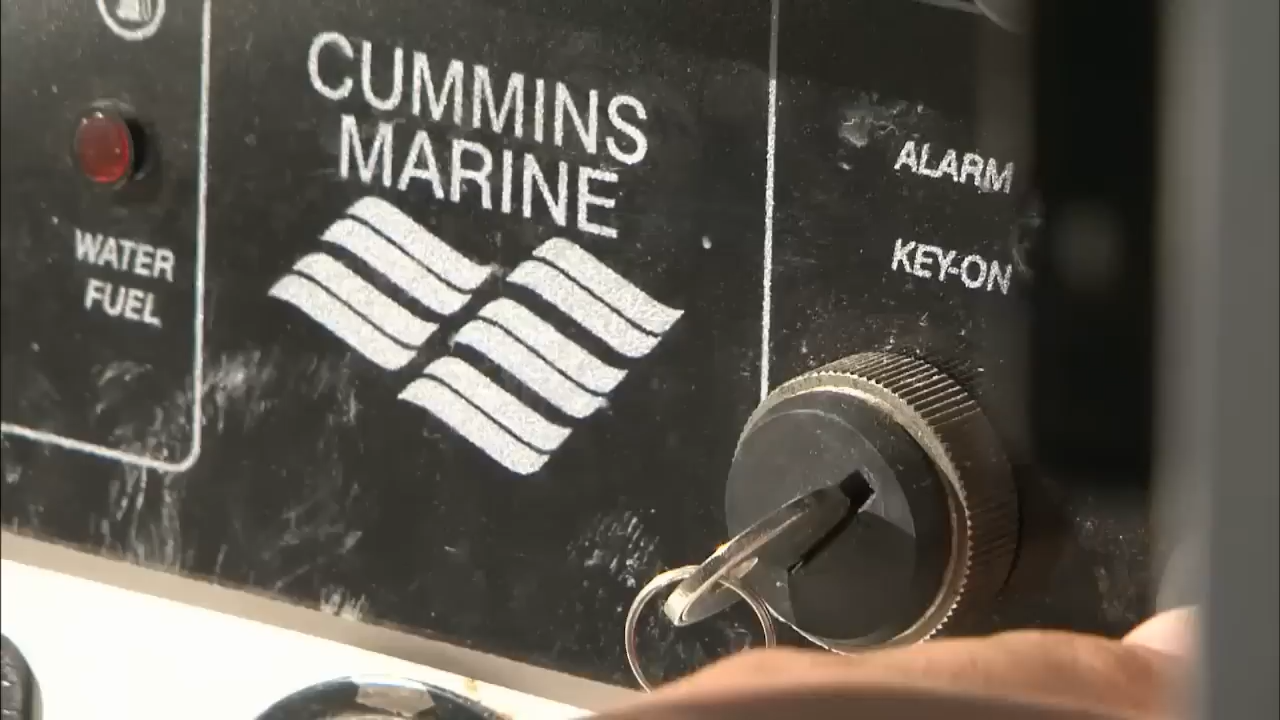 CUMMINS
MARINE
WATER
FUEL
ALARM
KEY-ON